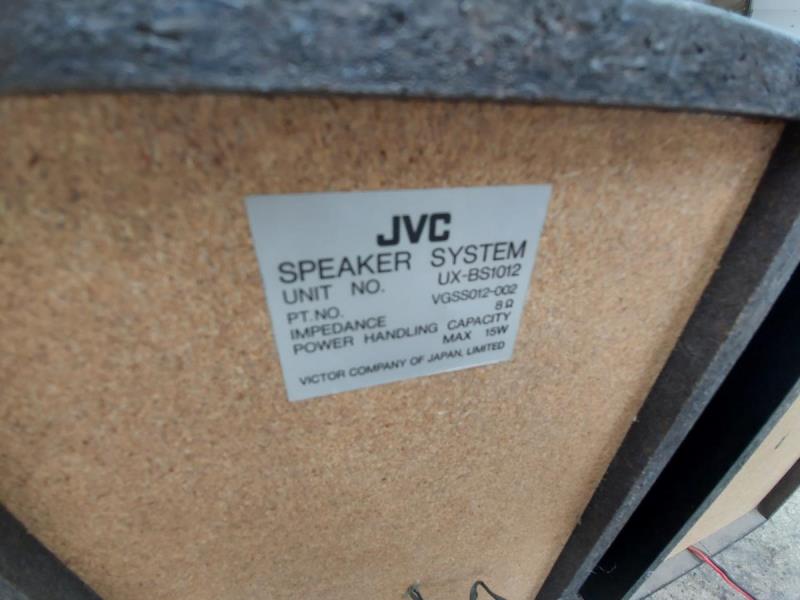 JVC
SPEAKER SYSTEM
UNIT NO. UX-BS1012
PT.NO. VGSS012-002
IMPEDANCE 8Ω
POWER HANDLING CAPACITY
MAX 15W
VICTOR COMPANY OF JAPAN, LIMITED